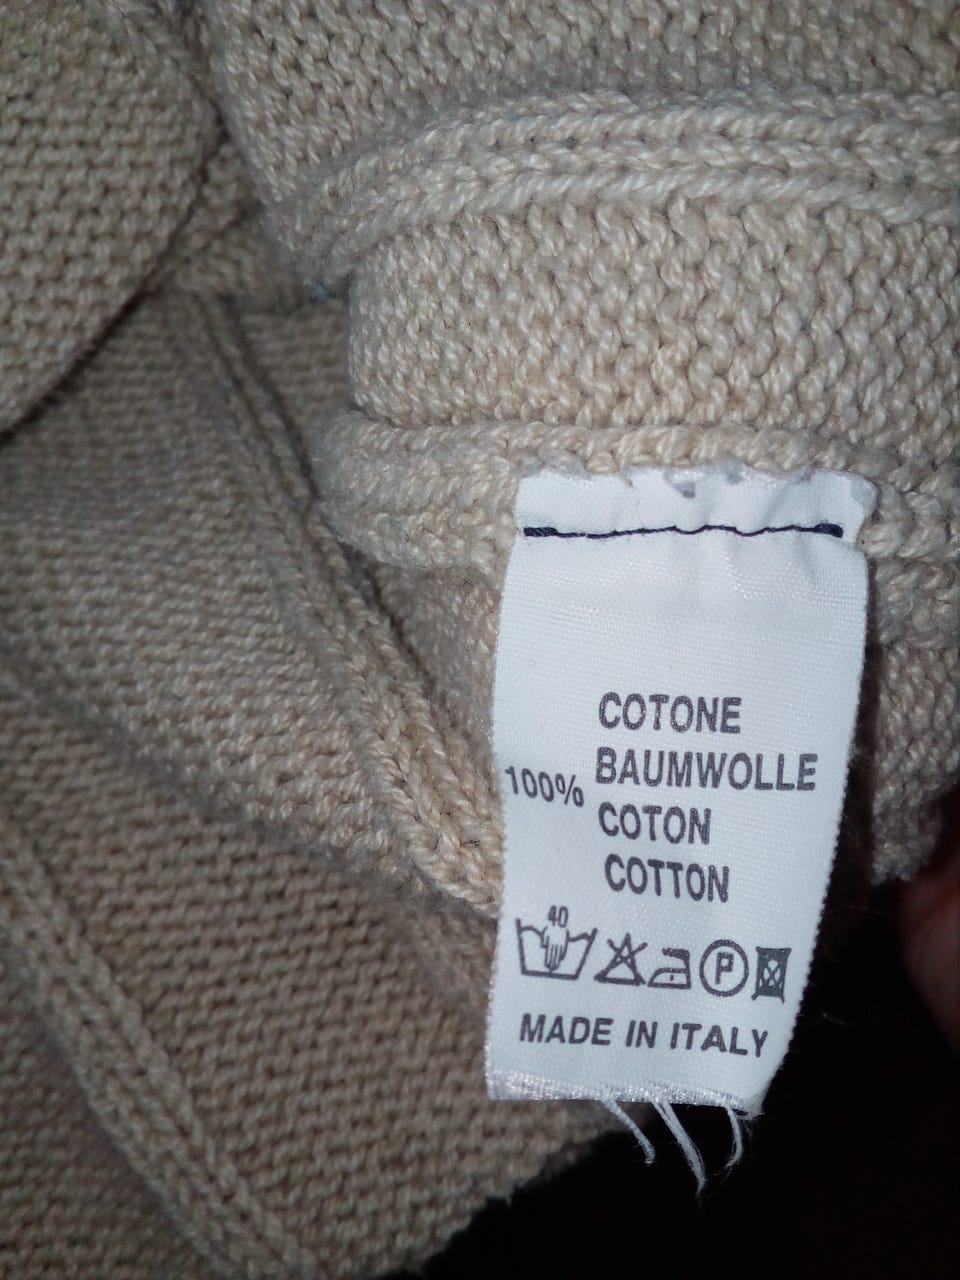 COTONE
100% BAUMWOLLE
COTON
COTTON
40
P
MADE IN ITALY